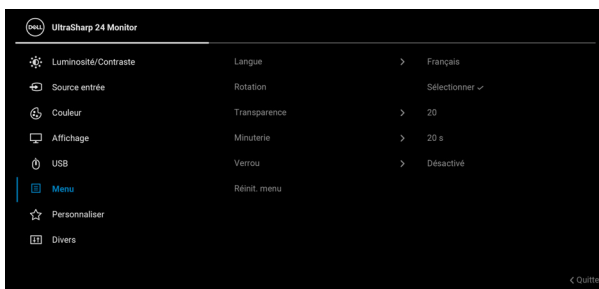 DELL UltraSharp 24 Monitor
Luminosité/Contraste Langue > Français
Source entrée Rotation Sélectionner ✓
Couleur Transparence > 20
Affichage Minuterie > 20 s
USB Verrou > Désactivé
Menu Réinit. menu
Personnaliser
Divers
< Quitte